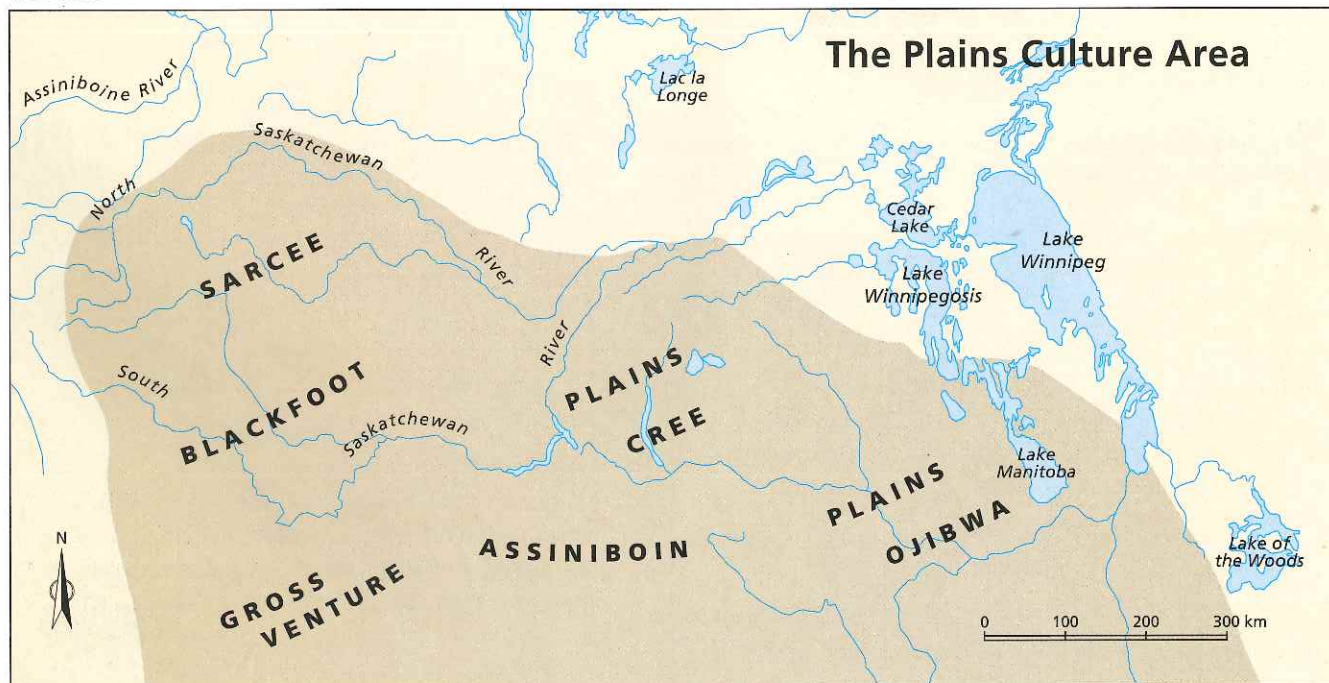 The Plains Culture Area
Assiniboine River
Lac la
Longe
North
Saskatchewan
River
SARCEE
Cedar
Lake
Lake
Winnipeg
Lake
Winnipegosis
River
South
Saskatchewan
BLACKFOOT
PLAINS
CREE
Lake
Manitoba
PLAINS
OJIBWA
ASSINIBOIN
GROSS
VENTURE
Lake of
the Woods
N
0 100 200 300 km